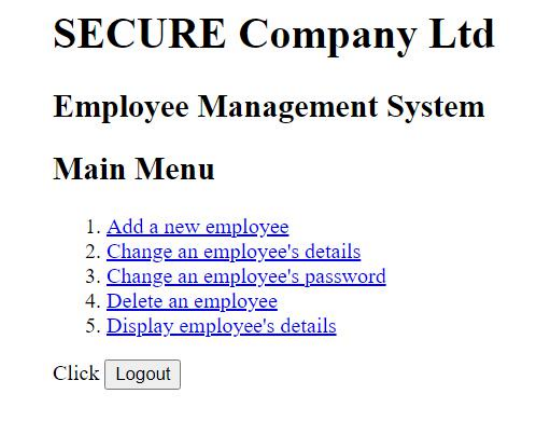 SECURE Company Ltd
Employee Management System
Main Menu
1. Add a new employee
2. Change an employee's details
3. Change an employee's password
4. Delete an employee
5. Display employee's details
Click Logout